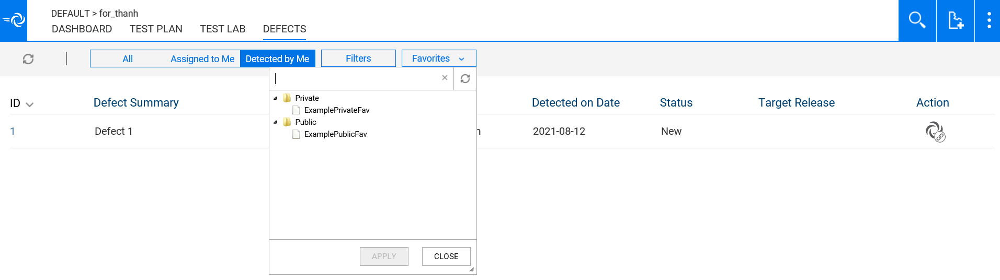 DEFAULT > for_thanh
DASHBOARD TEST PLAN TEST LAB DEFECTS
All Assigned to Me Detected by Me Filters Favorites
Private
ExamplePrivateFav
Public
ExamplePublicFav
APPLY CLOSE
ID Defect Summary Detected on Date Status Target Release Action
1 Defect 1 2021-08-12 New